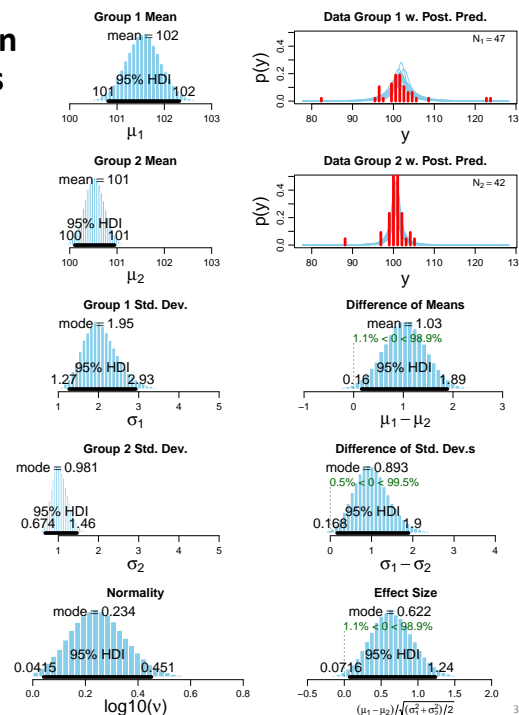 n
s
Group 1 Mean
mean = 102
95% HDI
101 102
100 101 102 103
μ1
Data Group 1 w. Post. Pred.
N1 = 47
p(y)
0.0 0.2 0.4
80 90 100 110 120 130
y
Group 2 Mean
mean = 101
95% HDI
100 101
100 101 102 103
μ2
Data Group 2 w. Post. Pred.
N2 = 42
p(y)
0.0 0.2 0.4
80 90 100 110 120 130
y
Group 1 Std. Dev.
mode = 1.95
95% HDI
1.27 2.93
1 2 3 4 5
σ1
Difference of Means
mean = 1.03
1.1% < 0 < 98.9%
95% HDI
0.16 1.89
−1 0 1 2 3
μ1 − μ2
Group 2 Std. Dev.
mode = 0.981
95% HDI
0.674 1.46
1 2 3 4 5
σ2
Difference of Std. Dev.s
mode = 0.893
0.5% < 0 < 99.5%
95% HDI
0.168 1.9
0 1 2 3 4
σ1 − σ2
Normality
mode = 0.234
95% HDI
0.0415 0.451
0.0 0.2 0.4 0.6 0.8
log10(ν)
Effect Size
mode = 0.622
1.1% < 0 < 98.9%
95% HDI
0.0716 1.24
−0.5 0.0 0.5 1.0 1.5 2.0
(μ1 − μ2)/√(σ1² + σ2²)/2
3